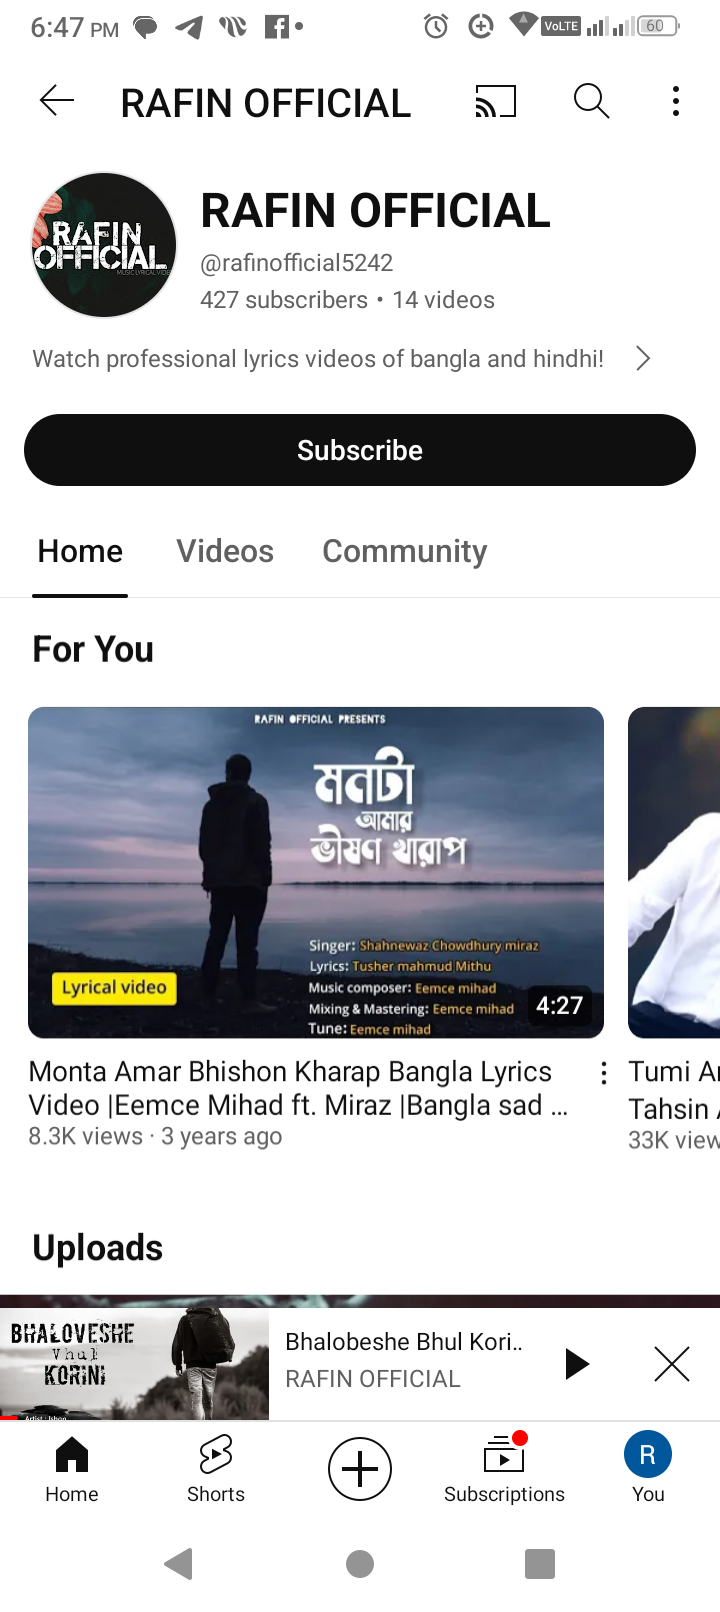 6:47 PM
VoLTE
60
RAFIN OFFICIAL
RAFIN
OFFICIAL
MUSIC LYRICAL VIDEO
RAFIN OFFICIAL
@rafinofficial5242
427 subscribers • 14 videos
Watch professional lyrics videos of bangla and hindhi!
Subscribe
Home Videos Community
For You
RAFIN OFFICIAL PRESENTS
মনটা
আমার
ভীষণ খারাপ
Singer: Shahnewaz Chowdhury miraz
Lyrics: Tusher mahmud Mithu
Music composer: Eemce mihad
Mixing & Mastering: Eemce mihad
Tune: Eemce mihad
Lyrical video
4:27
Monta Amar Bhishon Kharap Bangla Lyrics
Video |Eemce Mihad ft. Miraz |Bangla sad ...
8.3K views · 3 years ago
Tumi A
Tahsin
33K view
Uploads
BHALOVESHE
Vhul
KORINI
Artist : Ishan
Bhalobeshe Bhul Kori..
RAFIN OFFICIAL
Home
Shorts
Subscriptions
R
You